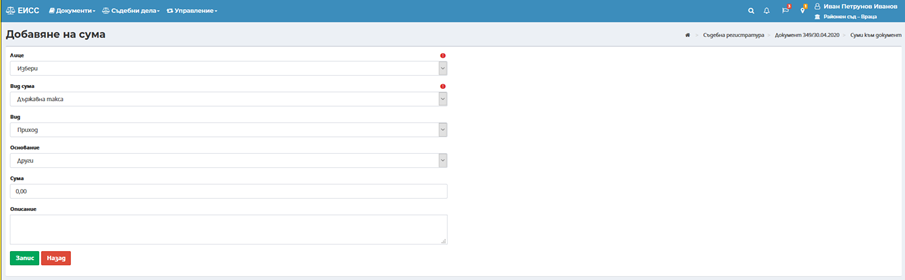 ЕИСС Документи Съдебни дела Управление Иван Петрунов Иванов
Районен съд - Враца
Добавяне на сума
Съдебна регистратура Документ 349/30.04.2020 Суми към документ
Лице
Избери
Вид сума
Държавна такса
Вид
Приход
Основание
Други
Сума
0,00
Описание
Запис Назад